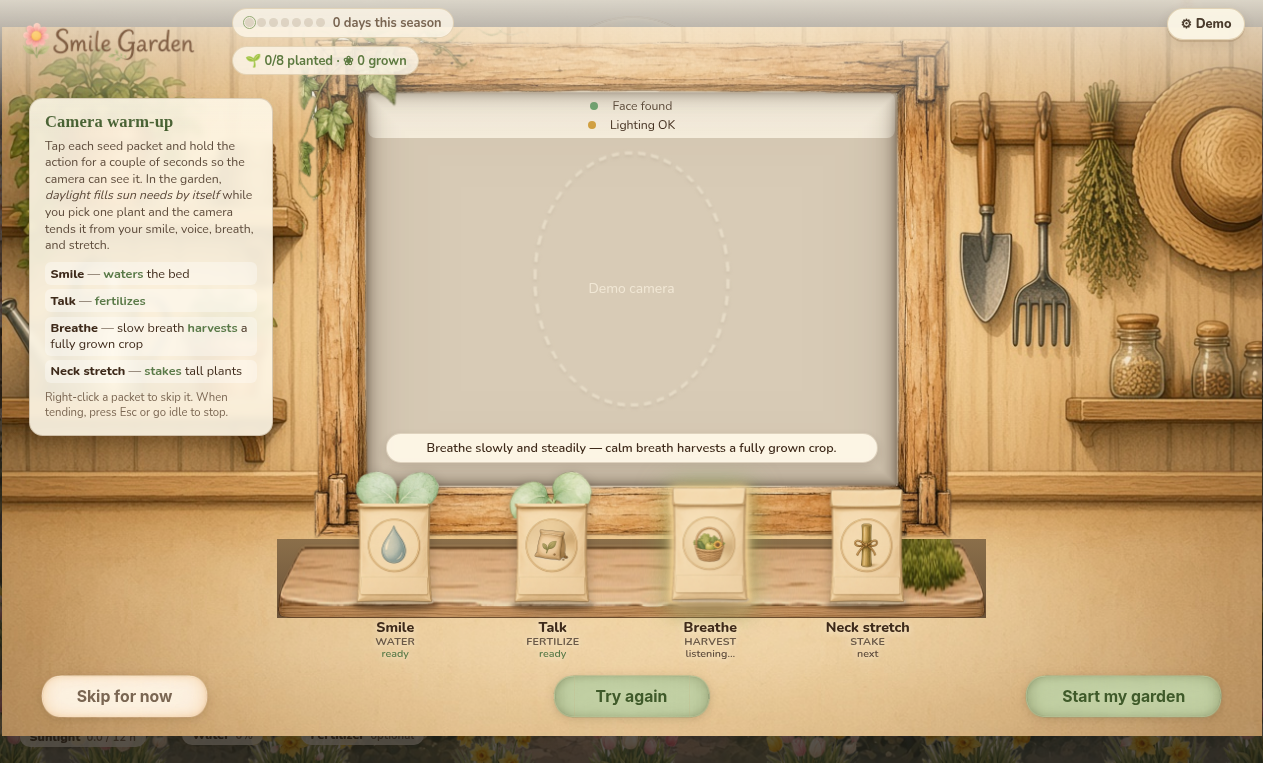 Smile Garden
0 days this season
🌱 0/8 planted · ❀ 0 grown
⚙ Demo
Camera warm-up
Tap each seed packet and hold the
action for a couple of seconds so the
camera can see it. In the garden,
daylight fills sun needs by itself while
you pick one plant and the camera
tends it from your smile, voice, breath,
and stretch.
Smile — waters the bed
Talk — fertilizes
Breathe — slow breath harvests a
fully grown crop
Neck stretch — stakes tall plants
Right-click a packet to skip it. When
tending, press Esc or go idle to stop.
Face found
Lighting OK
Demo camera
Breathe slowly and steadily — calm breath harvests a fully grown crop.
Smile
WATER
ready
Talk
FERTILIZE
ready
Breathe
HARVEST
listening...
Neck stretch
STAKE
next
Skip for now
Try again
Start my garden
Sunlight
Water
Fertilizer optional